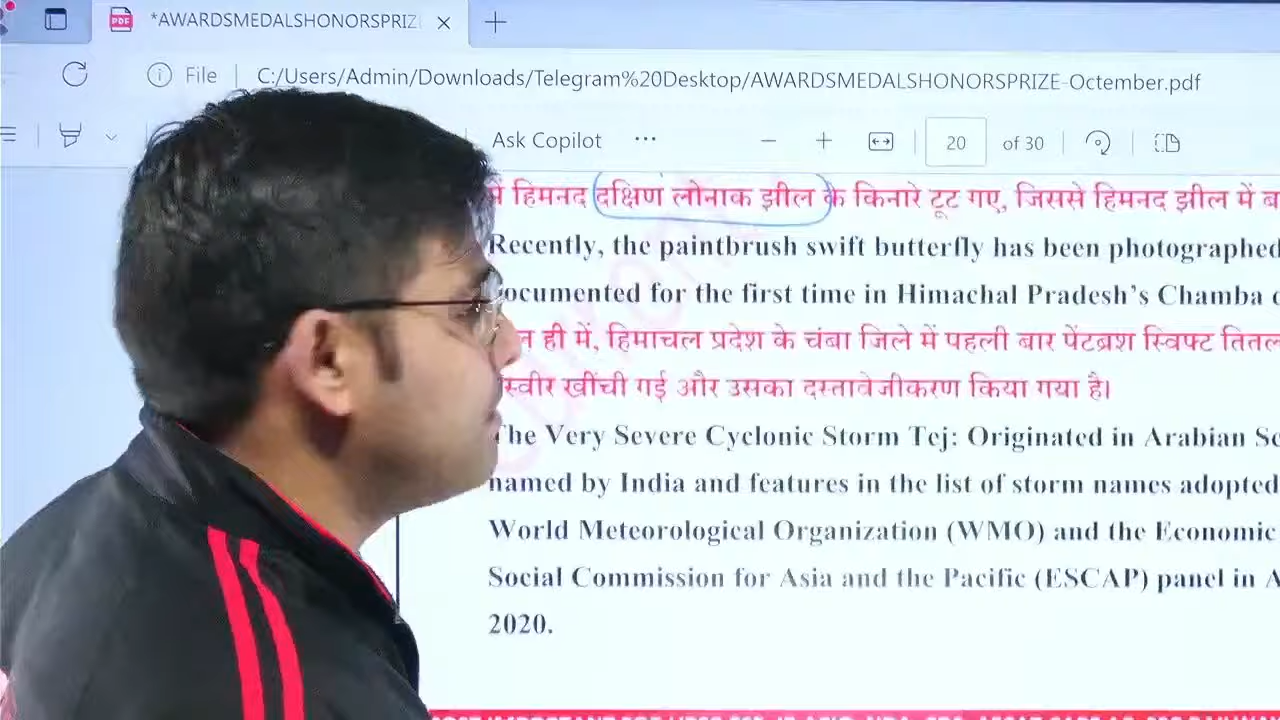 *AWARDSMEDALSHONORSPRIZ
File C:/Users/Admin/Downloads/Telegram%20Desktop/AWARDSMEDALSHONORSPRIZE-Octember.pdf
Ask Copilot ... 20 of 30
हिमनद दक्षिण लोनाक झील के किनारे टूट गए, जिससे हिमनद झील में
Recently, the paintbrush swift butterfly has been photographed
documented for the first time in Himachal Pradesh's Chamba
ही में, हिमाचल प्रदेश के चंबा जिले में पहली बार पेंटब्रश स्विफ्ट
खींची गई और उसका दस्तावेजीकरण किया गया है।
The Very Severe Cyclonic Storm Tej: Originated in Arabian
named by India and features in the list of storm names adopted
World Meteorological Organization (WMO) and the Economic
Social Commission for Asia and the Pacific (ESCAP) panel in
2020.